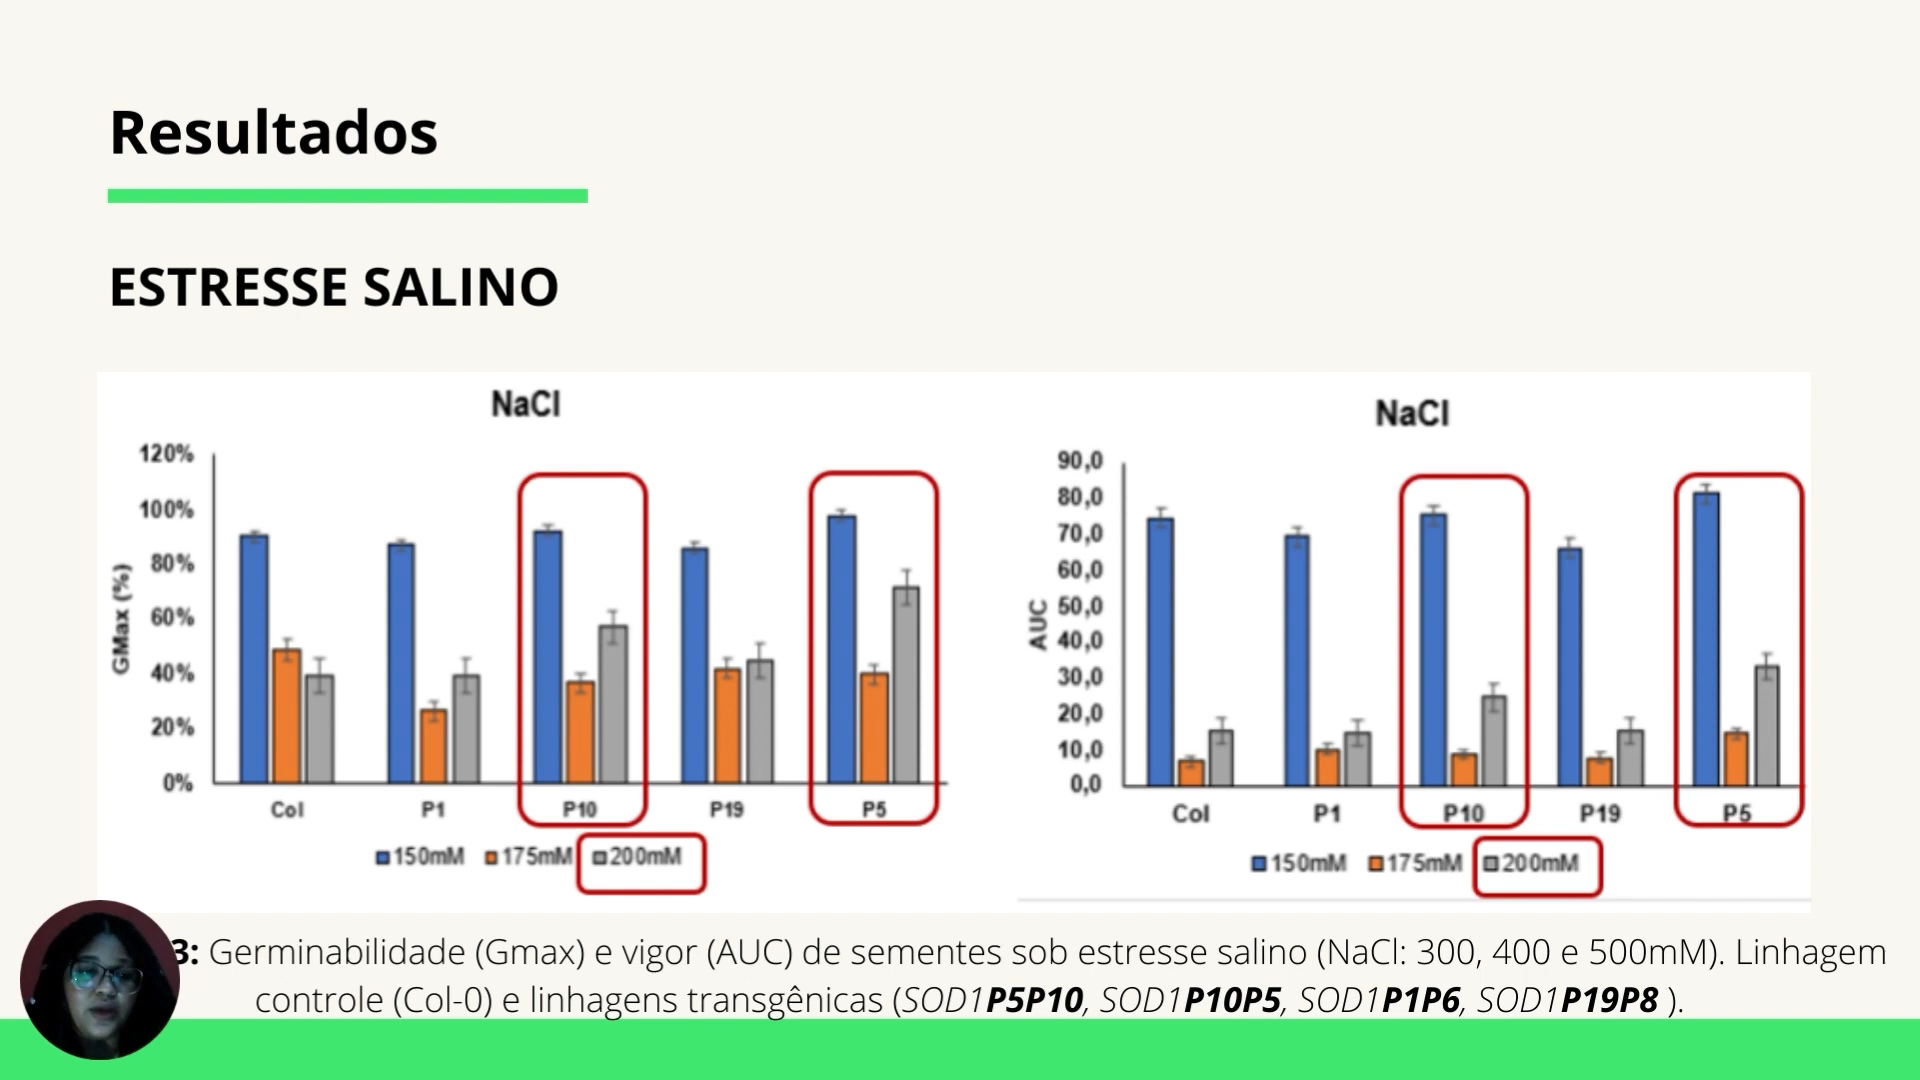 Resultados
ESTRESSE SALINO
NaCl
120%
100%
80%
60%
40%
20%
0%
GMax (%)
Col P1 P10 P19 P5
150mM 175mM 200mM
NaCl
90,0
80,0
70,0
60,0
50,0
40,0
30,0
20,0
10,0
0,0
AUC
Col P1 P10 P19 P5
150mM 175mM 200mM
3: Germinabilidade (Gmax) e vigor (AUC) de sementes sob estresse salino (NaCl: 300, 400 e 500mM). Linhagem
controle (Col-0) e linhagens transgênicas (SOD1P5P10, SOD1P10P5, SOD1P1P6, SOD1P19P8 ).